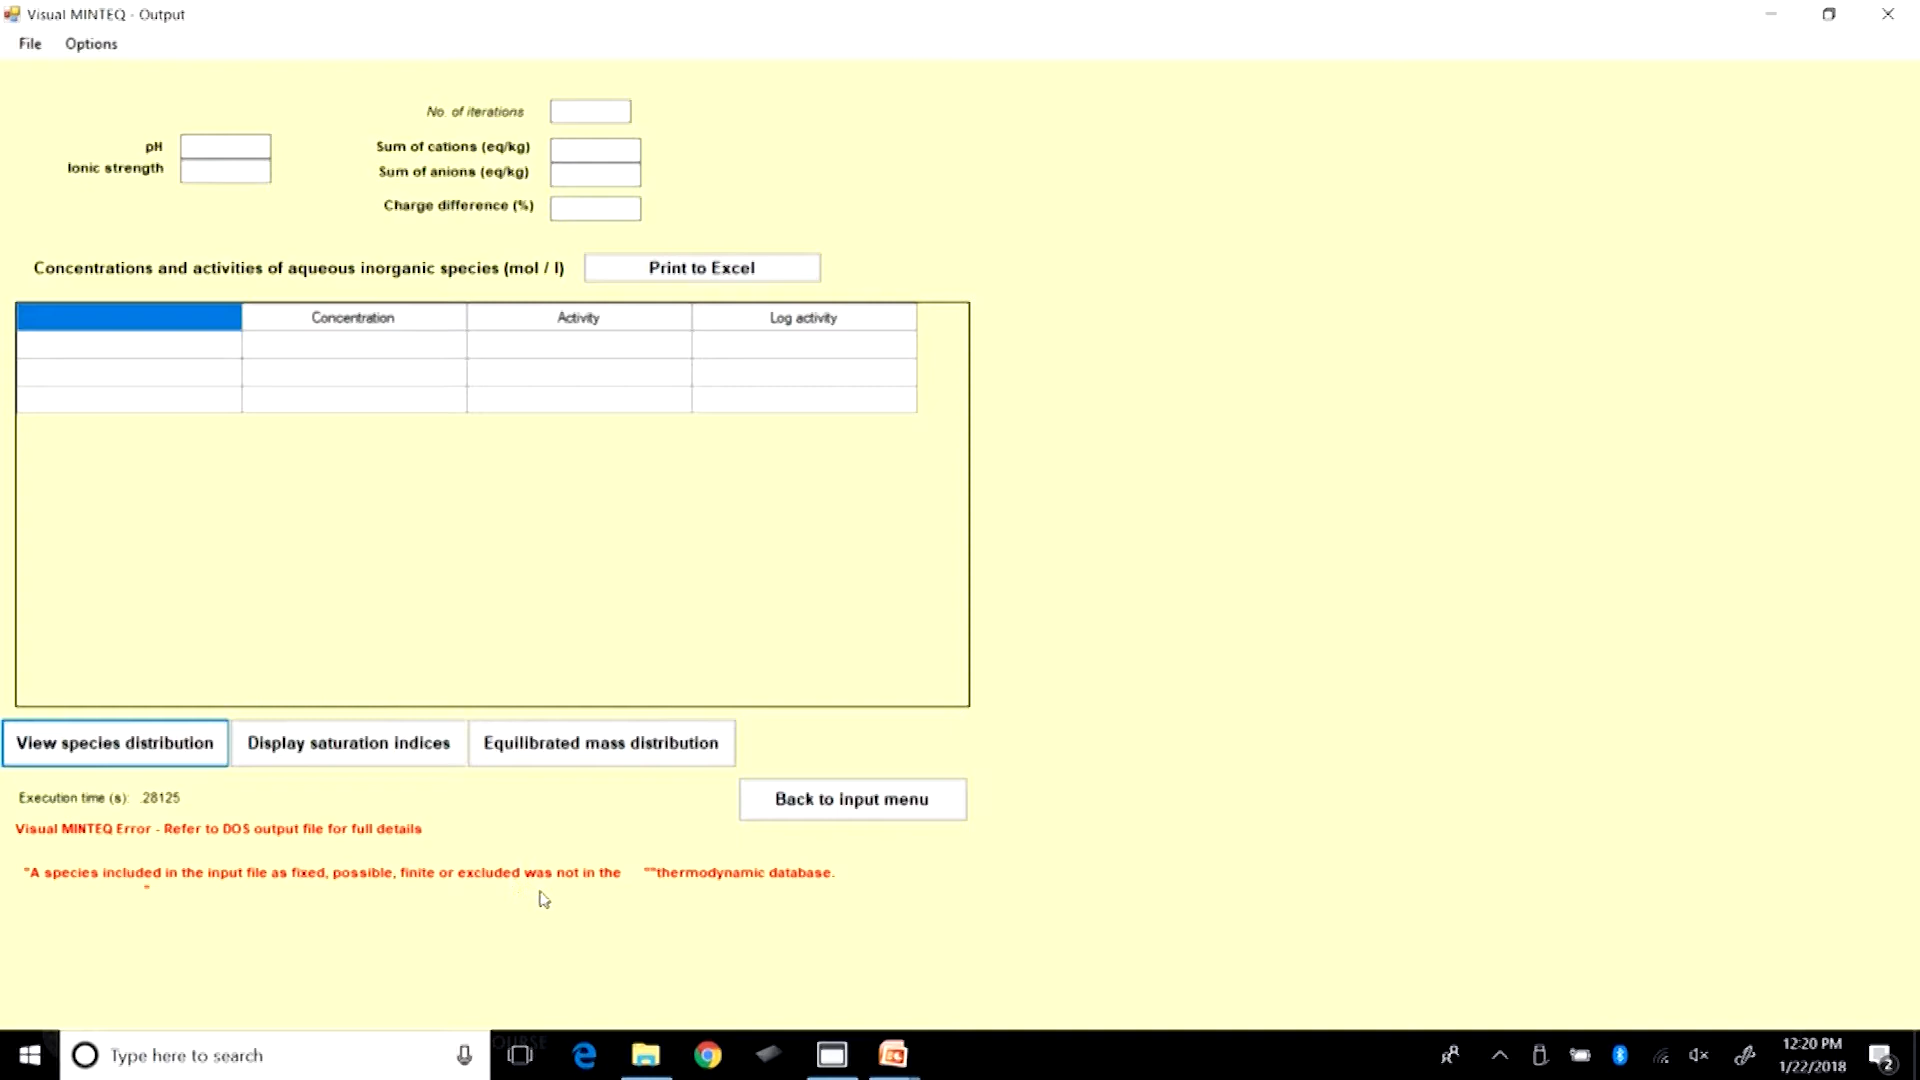 Visual MINTEQ - Output
File Options
No. of iterations
pH
Ionic strength
Sum of cations (eq/kg)
Sum of anions (eq/kg)
Charge difference (%)
Concentrations and activities of aqueous inorganic species (mol / l)
Print to Excel
Concentration Activity Log activity
View species distribution
Display saturation indices
Equilibrated mass distribution
Execution time (s): .28125
Back to input menu
Visual MINTEQ Error - Refer to DOS output file for full details
"A species included in the input file as fixed, possible, finite or excluded was not in the ""thermodynamic database.
"
Type here to search
12:20 PM
1/22/2018
2